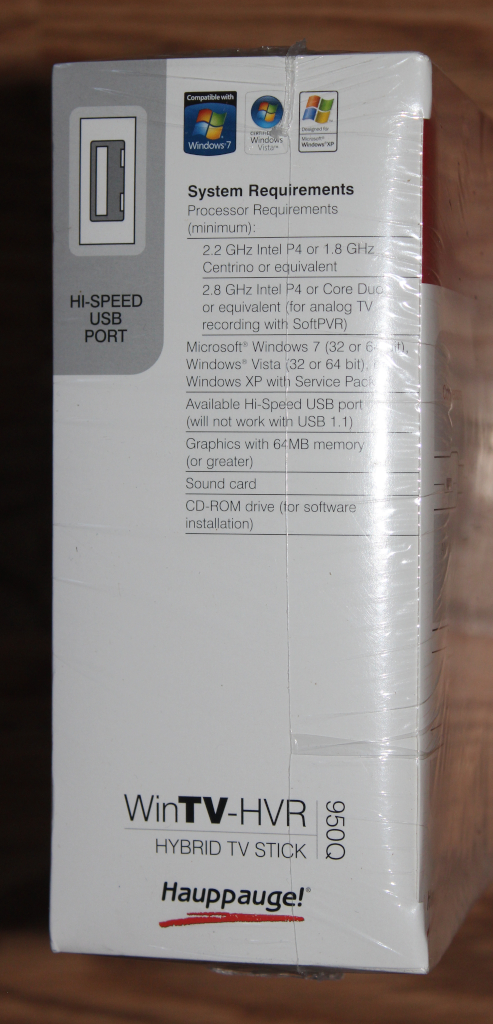 Compatible with
Windows 7
Windows
Vista™
Designed for
Microsoft®
Windows® XP
System Requirements
Processor Requirements
(minimum):
2.2 GHz Intel P4 or 1.8 GHz
Centrino or equivalent
2.8 GHz Intel P4 or Core Duo
or equivalent (for analog TV
recording with SoftPVR)
Microsoft® Windows 7 (32 or 64 bit),
Windows® Vista (32 or 64 bit),
Windows XP with Service Pack
Available Hi-Speed USB port
(will not work with USB 1.1)
Graphics with 64MB memory
(or greater)
Sound card
CD-ROM drive (for software
installation)
HI-SPEED
USB
PORT
WinTV-HVR
950Q
HYBRID TV STICK
Hauppauge!®